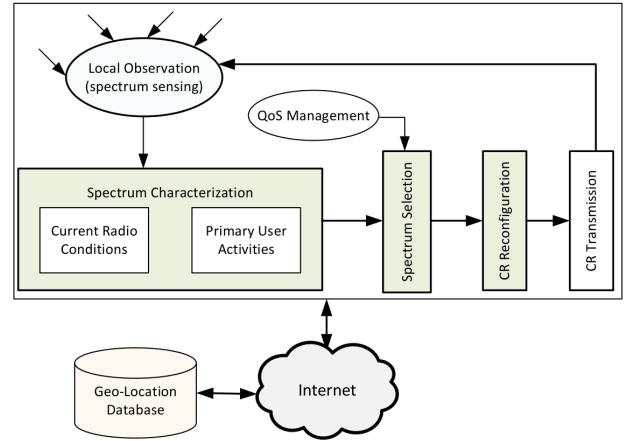 Local Observation
(spectrum sensing)
QoS Management
Spectrum Characterization
Current Radio
Conditions
Primary User
Activities
Spectrum Selection
CR Reconfiguration
CR Transmission
Geo-Location
Database
Internet